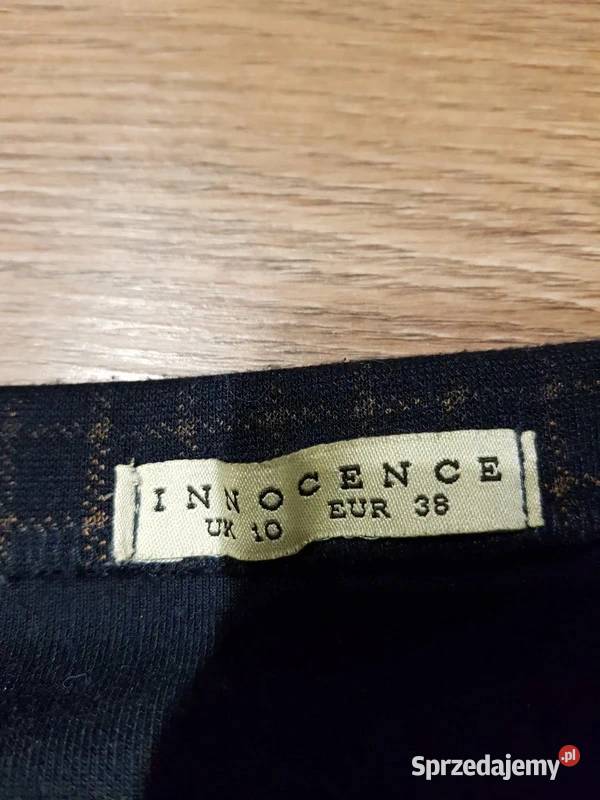 INNOCENCE
UK 10 EUR 38
Sprzedajemy.pl